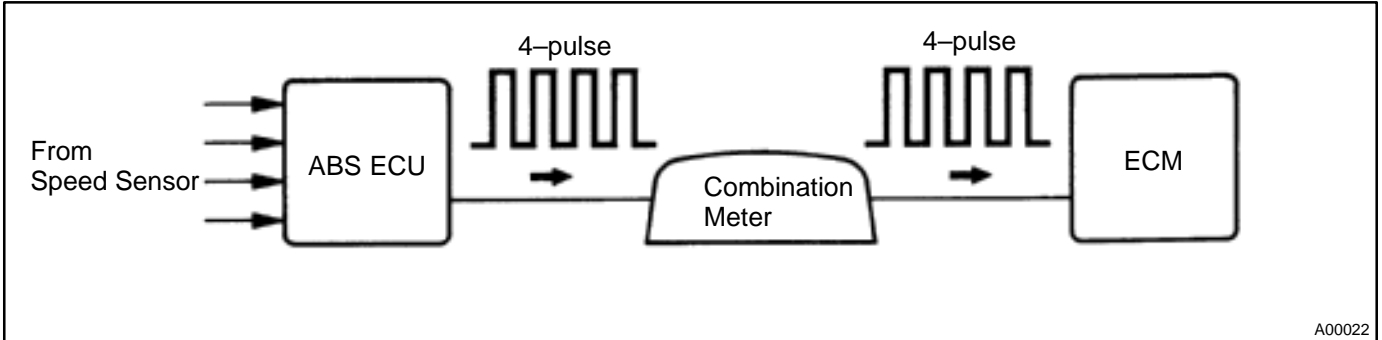 4–pulse
4–pulse
From
Speed Sensor
ABS ECU
Combination
Meter
ECM
A00022